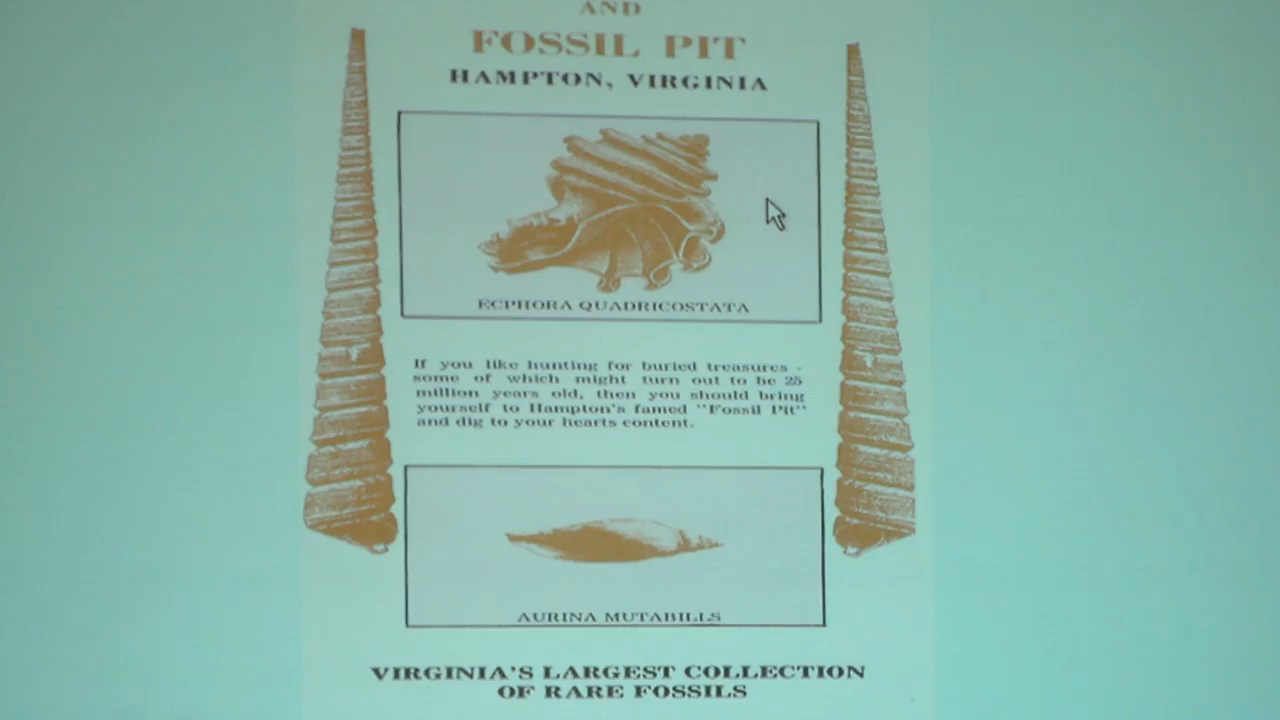 AND
FOSSIL PIT
HAMPTON, VIRGINIA
ECPHORA QUADRICOSTATA
If you like hunting for buried treasures -
some of which might turn out to be 25
million years old, then you should bring
yourself to Hampton's famed "Fossil Pit"
and dig to your hearts content.
AURINA MUTABILLS
VIRGINIA'S LARGEST COLLECTION
OF RARE FOSSILS